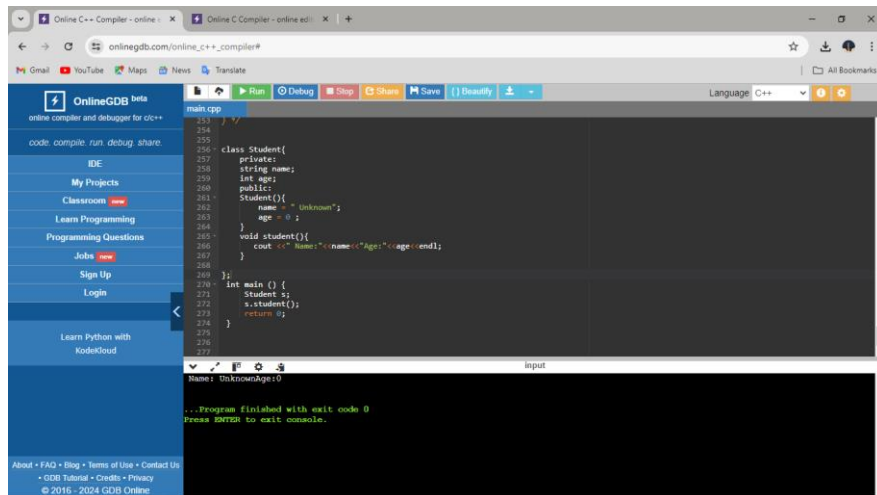 Online C++ Compiler - online e
Online C Compiler - online edi
onlinegdb.com/online_c++_compiler#
Gmail YouTube Maps News Translate All Bookmarks
OnlineGDB beta
online compiler and debugger for c/c++
code. compile. run. debug. share.
IDE
My Projects
Classroom new
Learn Programming
Programming Questions
Jobs new
Sign Up
Login
Learn Python with
KodeKloud
About • FAQ • Blog • Terms of Use • Contact Us
• GDB Tutorial • Credits • Privacy
© 2016 - 2024 GDB Online
Run Debug Stop Share Save {} Beautify Language C++
main.cpp
253 } */
254
255
256 class Student{
257 private:
258 string name;
259 int age;
260 public:
261 Student(){
262 name = " Unknown";
263 age = 0 ;
264 }
265 void student(){
266 cout <<" Name:"<<name<<"Age:"<<age<<endl;
267 }
268
269 };
270 int main () {
271 Student s;
272 s.student();
273 return 0;
274 }
275
276
277
input
Name: UnknownAge:0
...Program finished with exit code 0
Press ENTER to exit console.